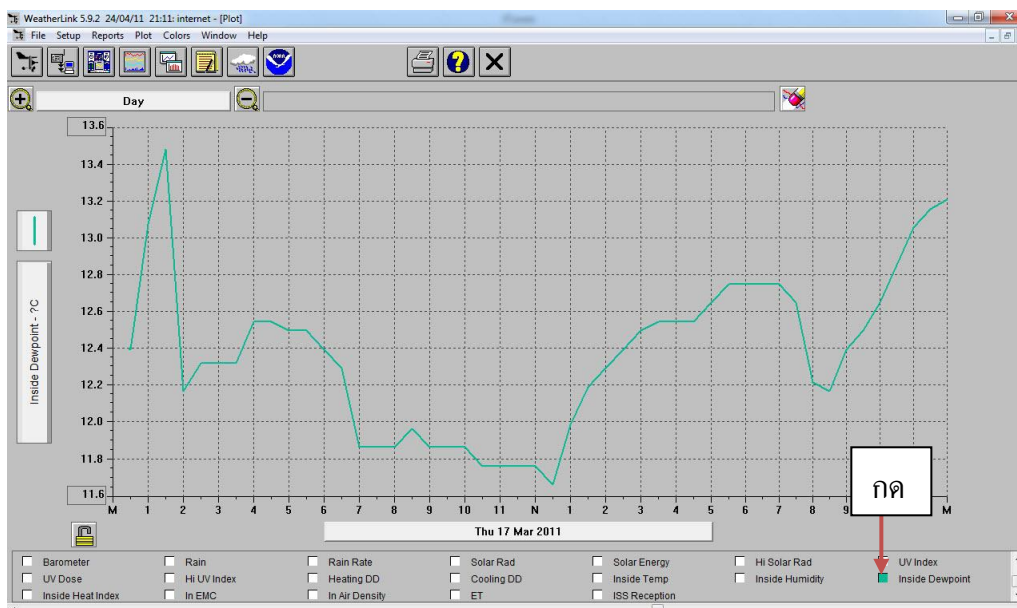 WeatherLink 5.9.2 24/04/11 21:11: internet - [Plot]
File Setup Reports Plot Colors Window Help
Day
13.6
13.4
13.2
13.0
12.8
12.6
12.4
12.2
12.0
11.8
11.6
Inside Dewpoint - ?C
M 1 2 3 4 5 6 7 8 9 10 11 N 1 2 3 4 5 6 7 8 9 M
กด
Thu 17 Mar 2011
Barometer Rain Rain Rate Solar Rad Solar Energy Hi Solar Rad UV Index
UV Dose Hi UV Index Heating DD Cooling DD Inside Temp Inside Humidity Inside Dewpoint
Inside Heat Index In EMC In Air Density ET ISS Reception